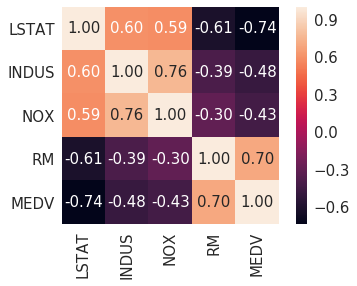 LSTAT 1.00 0.60 0.59 -0.61 -0.74
INDUS 0.60 1.00 0.76 -0.39 -0.48
NOX 0.59 0.76 1.00 -0.30 -0.43
RM -0.61 -0.39 -0.30 1.00 0.70
MEDV -0.74 -0.48 -0.43 0.70 1.00
LSTAT INDUS NOX RM MEDV
0.9
0.6
0.3
0.0
-0.3
-0.6